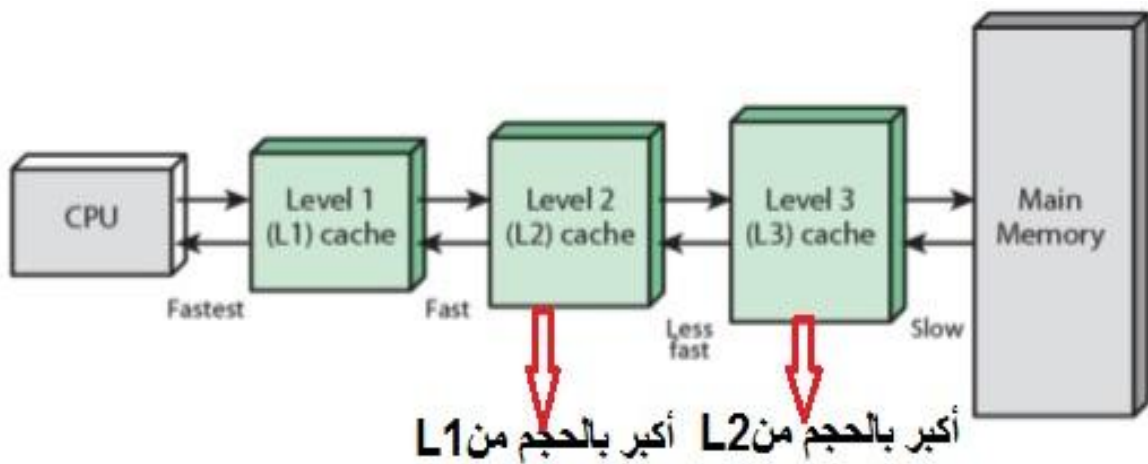 CPU
Level 1
(L1) cache
Level 2
(L2) cache
Level 3
(L3) cache
Main
Memory
Fastest
Fast
Less
fast
Slow
أكبر بالحجم من L1
أكبر بالحجم من L2